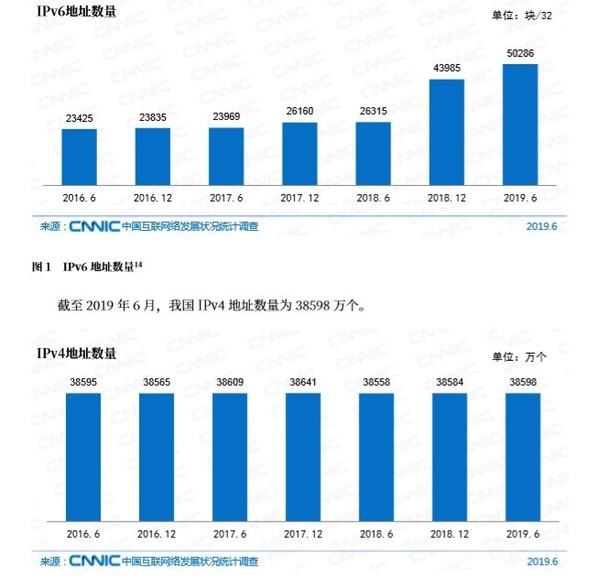 IPv6地址数量
单位：块/32
23425 23835 23969 26160 26315 43985 50286
2016. 6 2016. 12 2017. 6 2017. 12 2018. 6 2018. 12 2019. 6
来源：CNNIC中国互联网络发展状况统计调查 2019.6
图 1 IPv6 地址数量14
截至 2019 年 6 月，我国 IPv4 地址数量为 38598 万个。
IPv4地址数量
单位：万个
38595 38565 38609 38641 38558 38584 38598
2016. 6 2016. 12 2017. 6 2017. 12 2018. 6 2018. 12 2019. 6
来源：CNNIC中国互联网络发展状况统计调查 2019.6